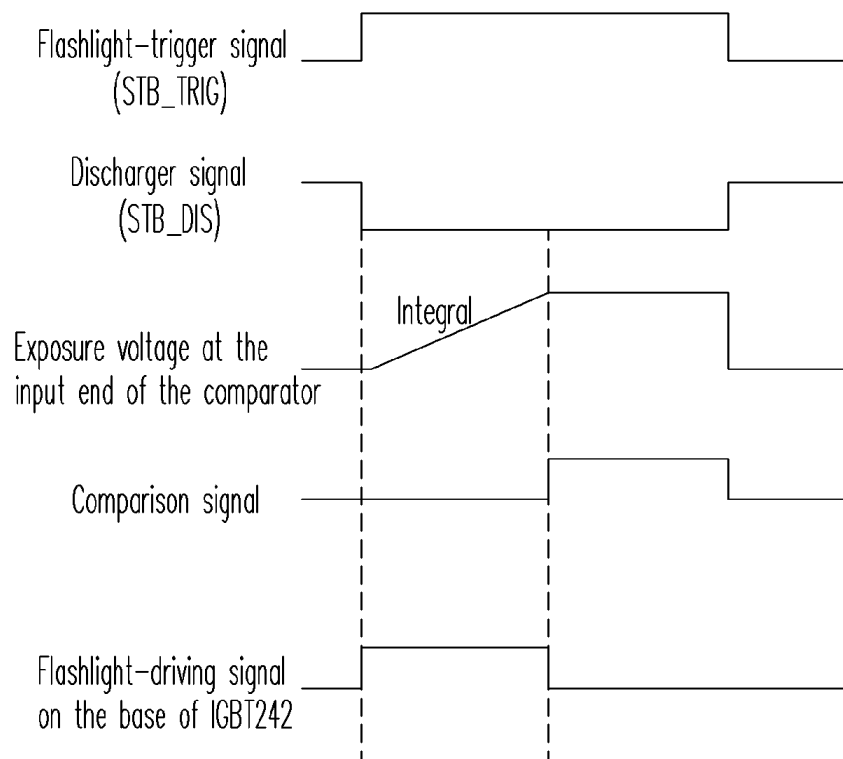 Flashlight-trigger signal
(STB_TRIG)
Discharger signal
(STB_DIS)
Integral
Exposure voltage at the
input end of the comparator
Comparison signal
Flashlight-driving signal
on the base of IGBT242